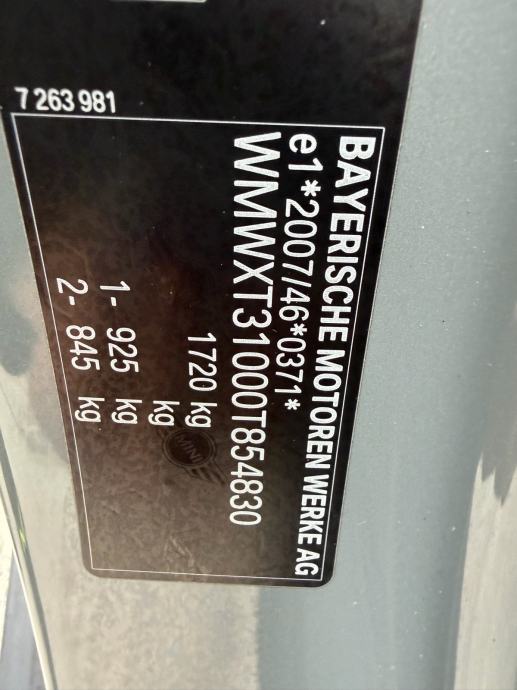 7 263 981
BAYERISCHE MOTOREN WERKE AG
e1*2007/46*0371*
WMWXT31000T854830
1720 kg
kg
1- 925 kg
2- 845 kg
MINI